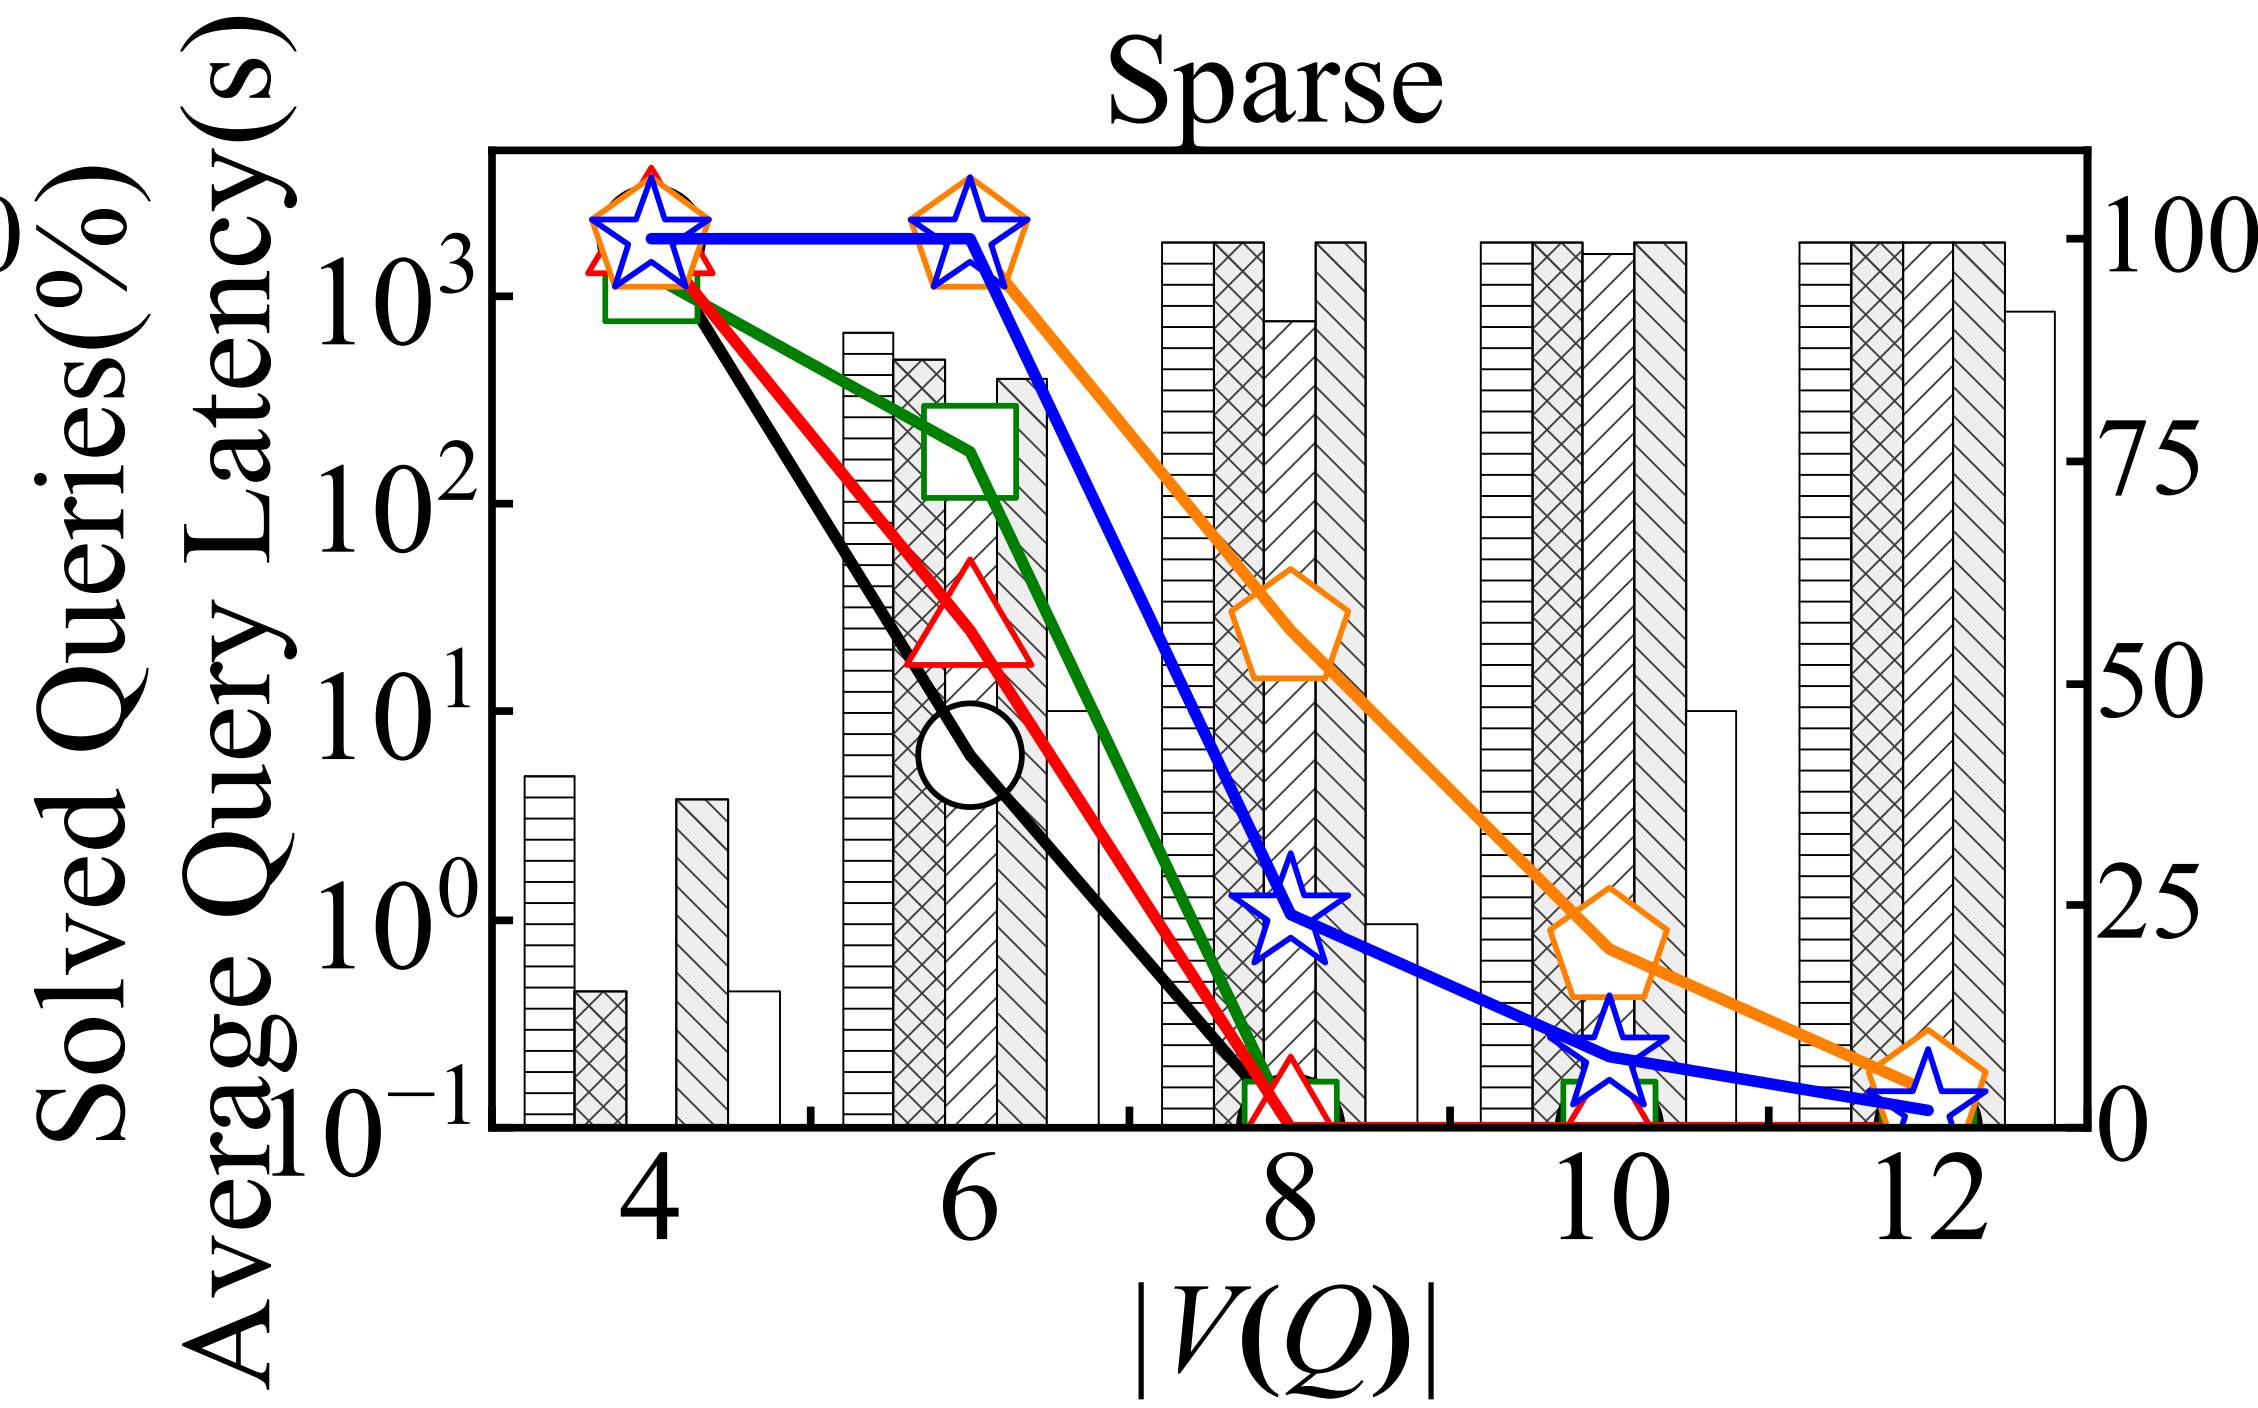 Sparse
Solved Queries(%)
Average Query Latency(s)
10³
10²
10¹
10⁰
10⁻¹
100
75
50
25
0
4 6 8 10 12
|V(Q)|